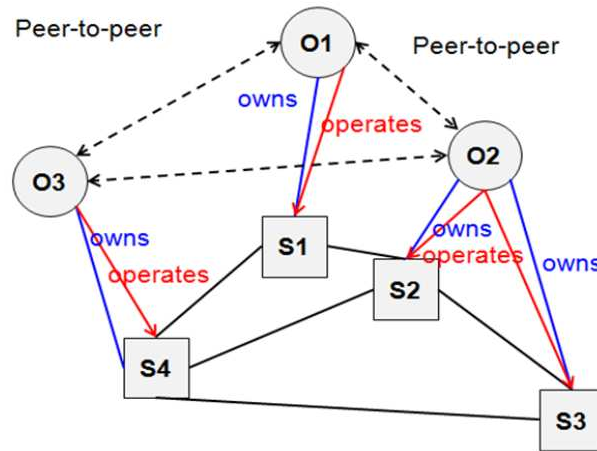 Peer-to-peer
O1
Peer-to-peer
owns
operates
O2
O3
owns
owns
S1
operates
owns
operates
S2
S4
S3